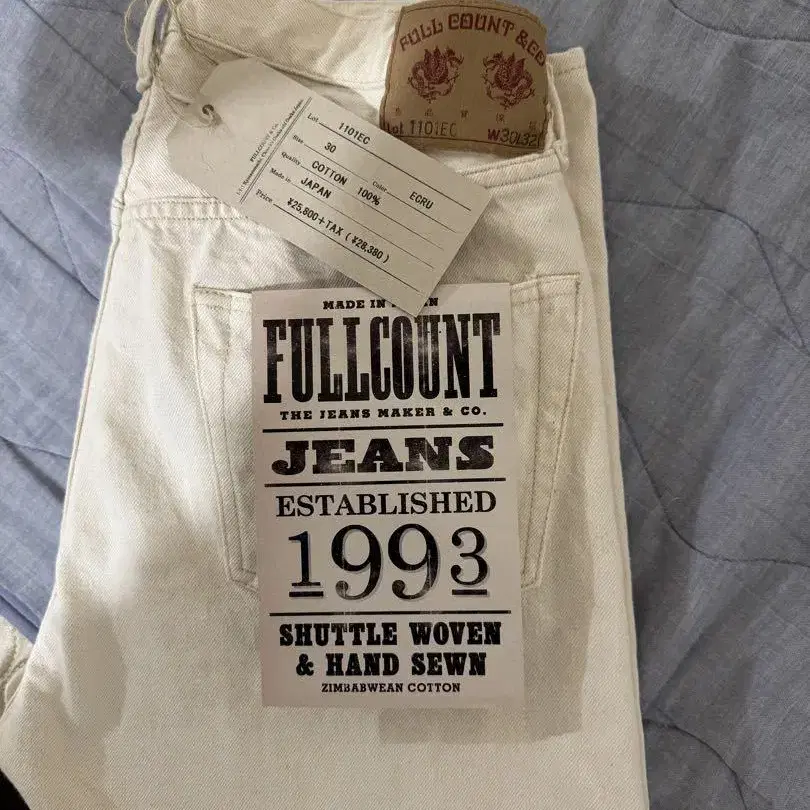 FULL COUNT & CO
Lot 1101EC W30L32
FULLCOUNT & Co.
Lot 1101EC
Size 30
Quality COTTON 100% Color ECRU
Made in JAPAN
Price ¥25,800+TAX (¥28,380)
MADE IN
FULLCOUNT
THE JEANS MAKER & CO.
JEANS
ESTABLISHED
1993
SHUTTLE WOVEN
& HAND SEWN
ZIMBABWEAN COTTON